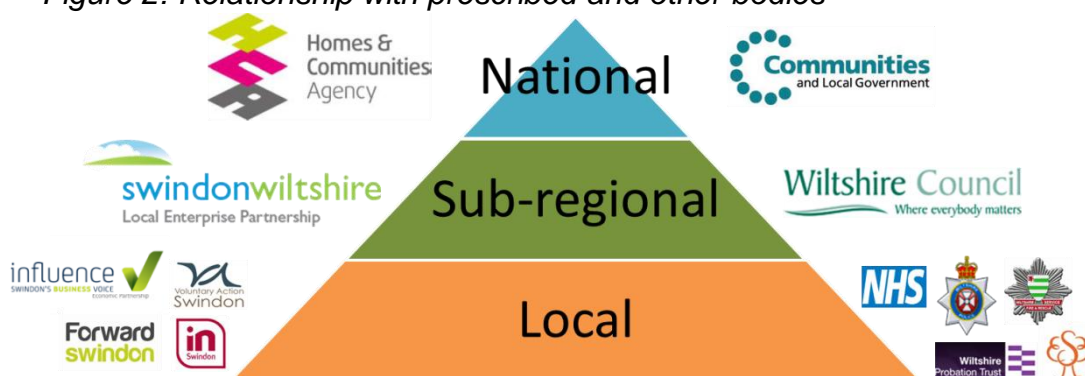 Figure 2: Relationship with prescribed and other bodies
Homes &
Communities
Agency
National
Communities
and Local Government
swindonwiltshire
Local Enterprise Partnership
Sub-regional
Wiltshire Council
Where everybody matters
influence
SWINDON'S BUSINESS VOICE
Economic Partnership
Voluntary Action
Swindon
Forward
swindon
in
Swindon
Local
NHS
Wiltshire
Probation Trust